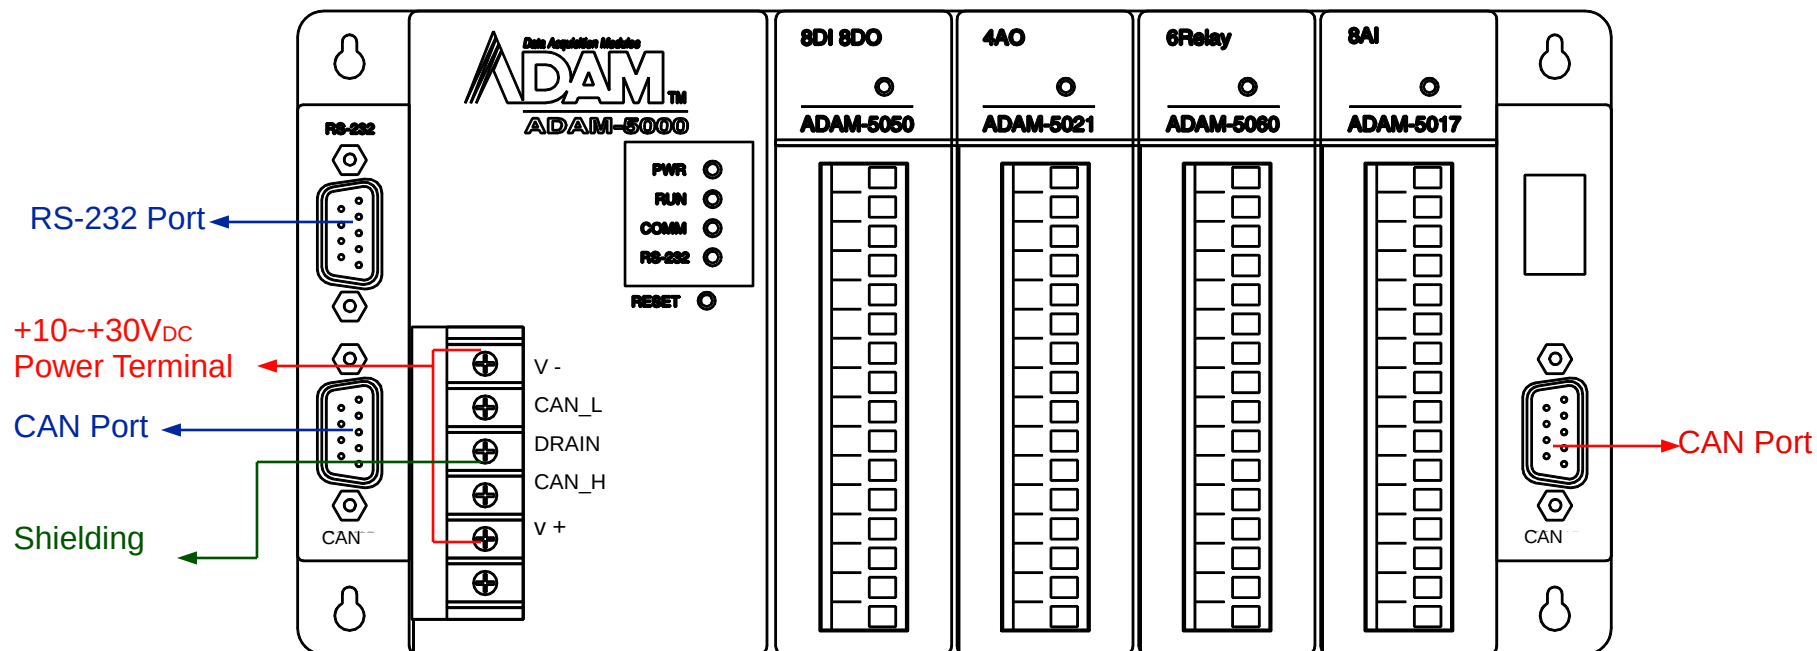 RS-232 Port
+10~+30VDC
Power Terminal
CAN Port
Shielding
RS-232
CAN
Data Acquisition Modules
ADAM TM
ADAM-5000
PWR
RUN
COMM
RS-232
RESET
V -
CAN_L
DRAIN
CAN_H
v +
8DI 8DO
ADAM-5050
4AO
ADAM-5021
6Relay
ADAM-5060
8AI
ADAM-5017
CAN
CAN Port